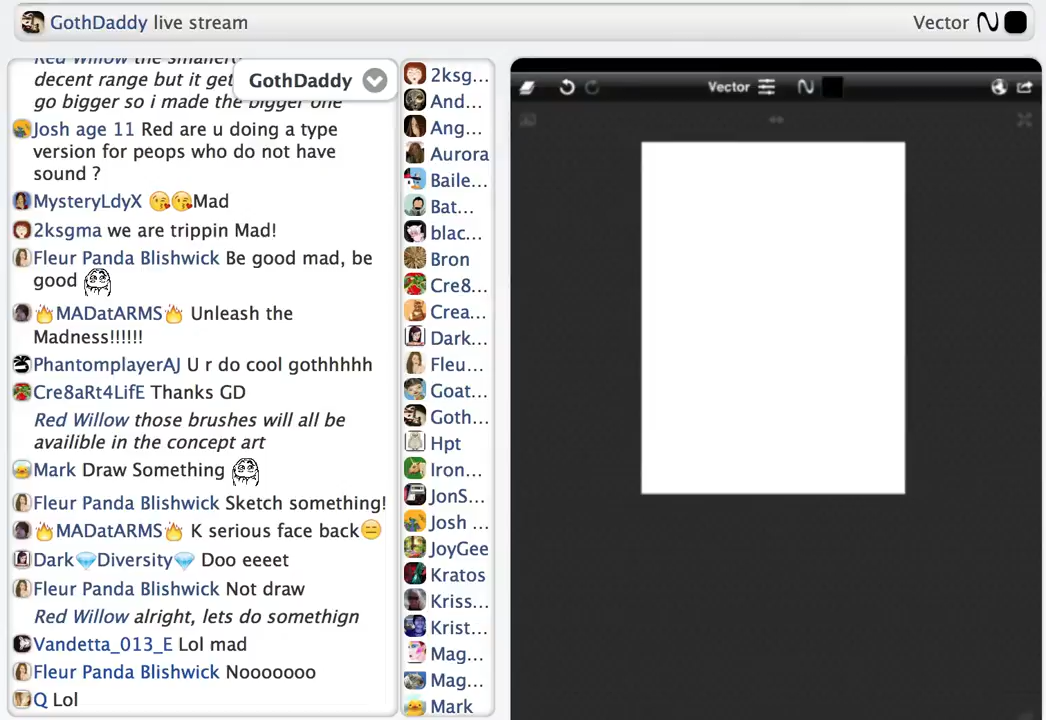 GothDaddy live stream
Vector
Red Willow the smaller
decent range but it get
go bigger so i made the bigger one
GothDaddy
Josh age 11 Red are u doing a type
version for peops who do not have
sound ?
MysteryLdyX 😘😘Mad
2ksgma we are trippin Mad!
Fleur Panda Blishwick Be good mad, be
good
🔥MADatARMS🔥 Unleash the
Madness!!!!!!
PhantomplayerAJ U r do cool gothhhhh
Cre8aRt4LifE Thanks GD
Red Willow those brushes will all be
availible in the concept art
Mark Draw Something
Fleur Panda Blishwick Sketch something!
🔥MADatARMS🔥 K serious face back😑
Dark💎Diversity💎 Doo eeeet
Fleur Panda Blishwick Not draw
Red Willow alright, lets do somethign
Vandetta_013_E Lol mad
Fleur Panda Blishwick Nooooooo
Q Lol
2ksg...
And...
Ang...
Aurora
Baile...
Bat...
blac...
Bron
Cre8...
Crea...
Dark...
Fleu...
Goat...
Goth...
Hpt
Iron...
JonS...
Josh ...
JoyGee
Kratos
Kriss...
Krist...
Mag...
Mag...
Mark
Vector